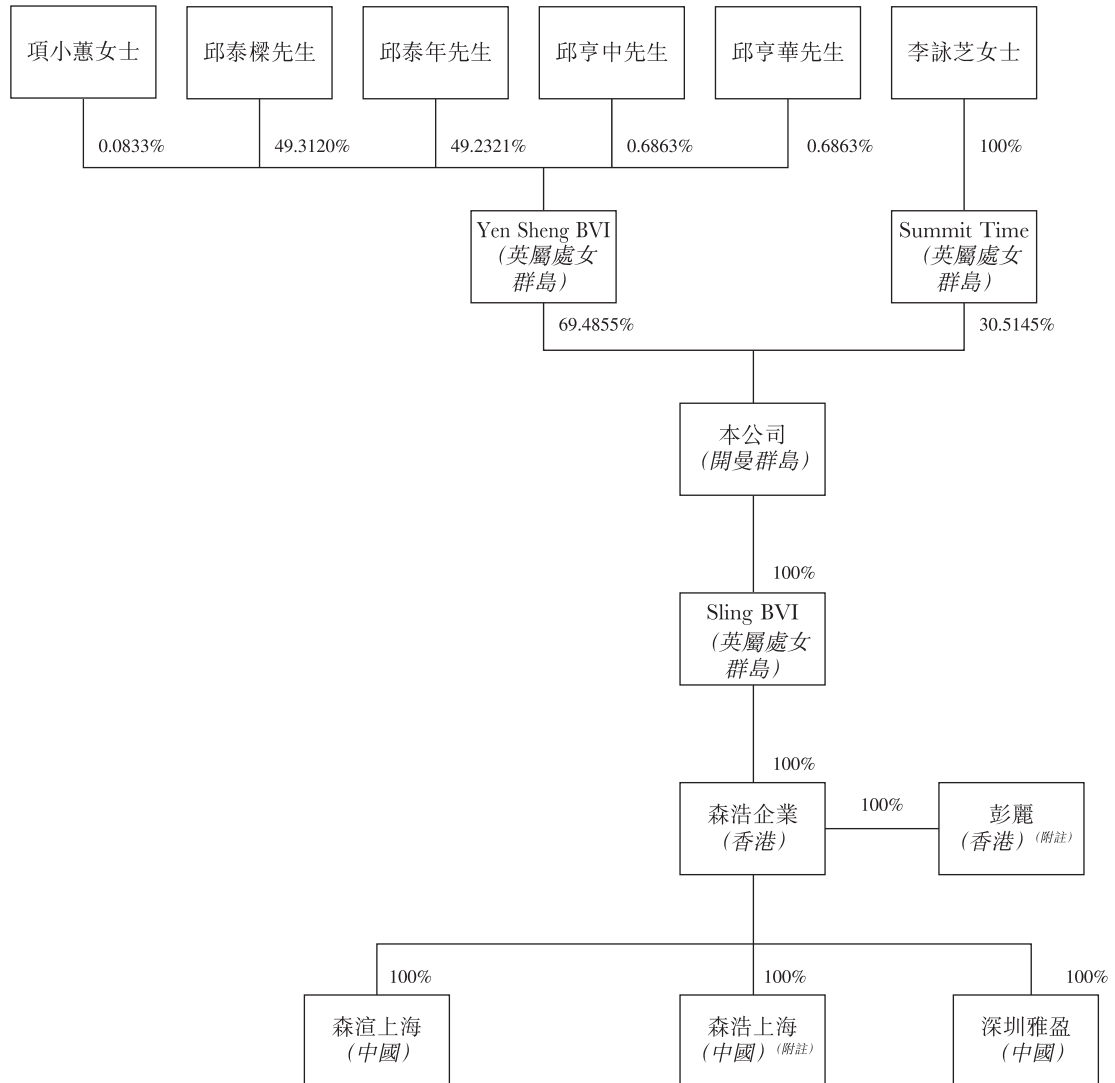 項小蕙女士
邱泰樑先生
邱泰年先生
邱亨中先生
邱亨華先生
李詠芝女士
0.0833%
49.3120%
49.2321%
0.6863%
0.6863%
100%
Yen Sheng BVI
（英屬處女
群島）
Summit Time
（英屬處女
群島）
69.4855%
30.5145%
本公司
（開曼群島）
100%
Sling BVI
（英屬處女
群島）
100%
森浩企業
（香港）
100%
彭麗
（香港）（附註）
100%
100%
100%
森渲上海
（中國）
森浩上海
（中國）（附註）
深圳雅盈
（中國）